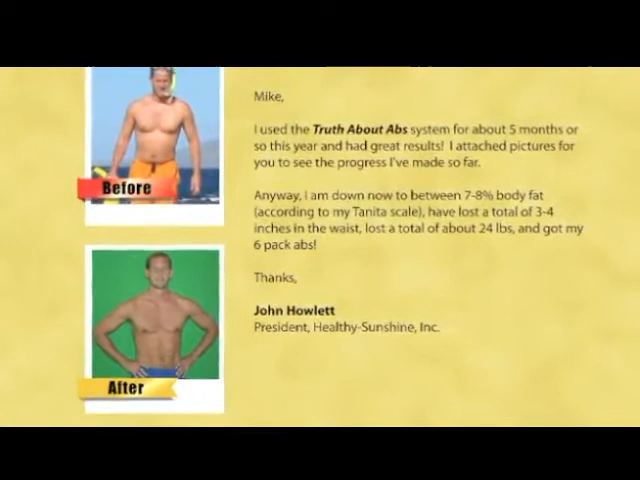 Before
After
Mike,
I used the Truth About Abs system for about 5 months or
so this year and had great results! I attached pictures for
you to see the progress I've made so far.
Anyway, I am down now to between 7-8% body fat
(according to my Tanita scale), have lost a total of 3-4
inches in the waist, lost a total of about 24 lbs, and got my
6 pack abs!
Thanks,
John Howlett
President, Healthy-Sunshine, Inc.